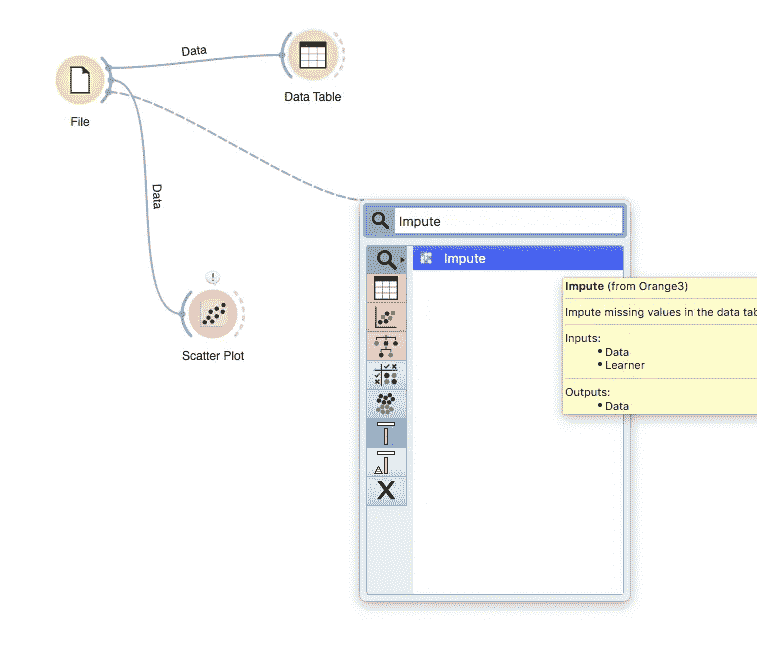 Data
Data Table
File
Data
Scatter Plot
Impute
Impute
Impute (from Orange3)
Impute missing values in the data tab
Inputs:
• Data
• Learner
Outputs:
• Data